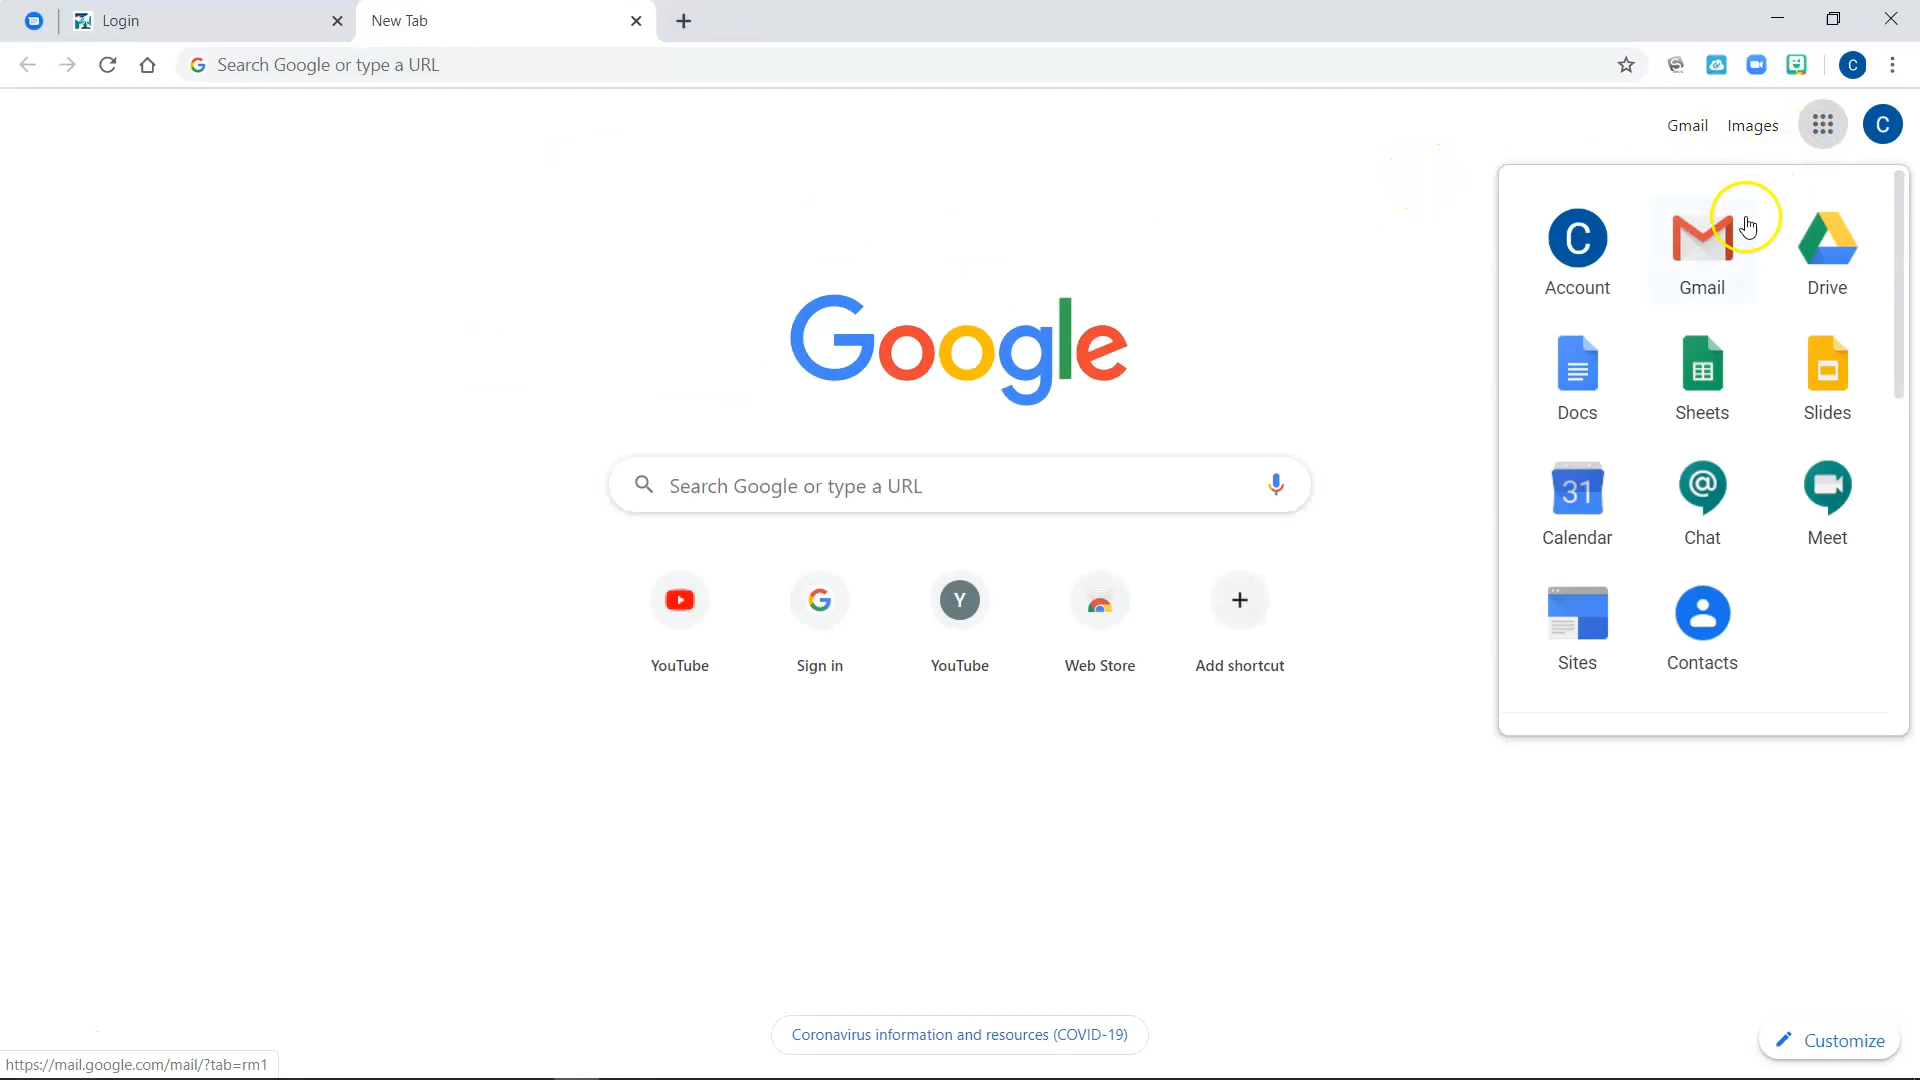 Login
New Tab
Search Google or type a URL
C
Gmail Images
C
C
Account Gmail Drive
Google
Docs Sheets Slides
Search Google or type a URL
31
Calendar Chat Meet
Y
YouTube Sign in YouTube Web Store Add shortcut
Sites Contacts
Coronavirus information and resources (COVID-19)
Customize
https://mail.google.com/mail/?tab=rm1